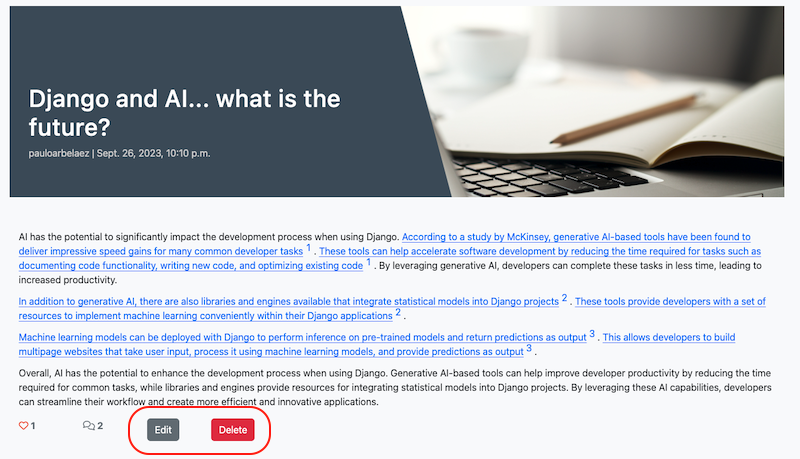 Django and AI... what is the
future?
pauloarbelaez | Sept. 26, 2023, 10:10 p.m.
AI has the potential to significantly impact the development process when using Django. According to a study by McKinsey, generative AI-based tools have been found to
deliver impressive speed gains for many common developer tasks 1 . These tools can help accelerate software development by reducing the time required for tasks such as
documenting code functionality, writing new code, and optimizing existing code 1 . By leveraging generative AI, developers can complete these tasks in less time, leading to
increased productivity.
In addition to generative AI, there are also libraries and engines available that integrate statistical models into Django projects 2 . These tools provide developers with a set of
resources to implement machine learning conveniently within their Django applications 2 .
Machine learning models can be deployed with Django to perform inference on pre-trained models and return predictions as output 3 . This allows developers to build
multipage websites that take user input, process it using machine learning models, and provide predictions as output 3 .
Overall, AI has the potential to enhance the development process when using Django. Generative AI-based tools can help improve developer productivity by reducing the time
required for common tasks, while libraries and engines provide resources for integrating statistical models into Django projects. By leveraging these AI capabilities, developers
can streamline their workflow and create more efficient and innovative applications.
1 2 Edit Delete